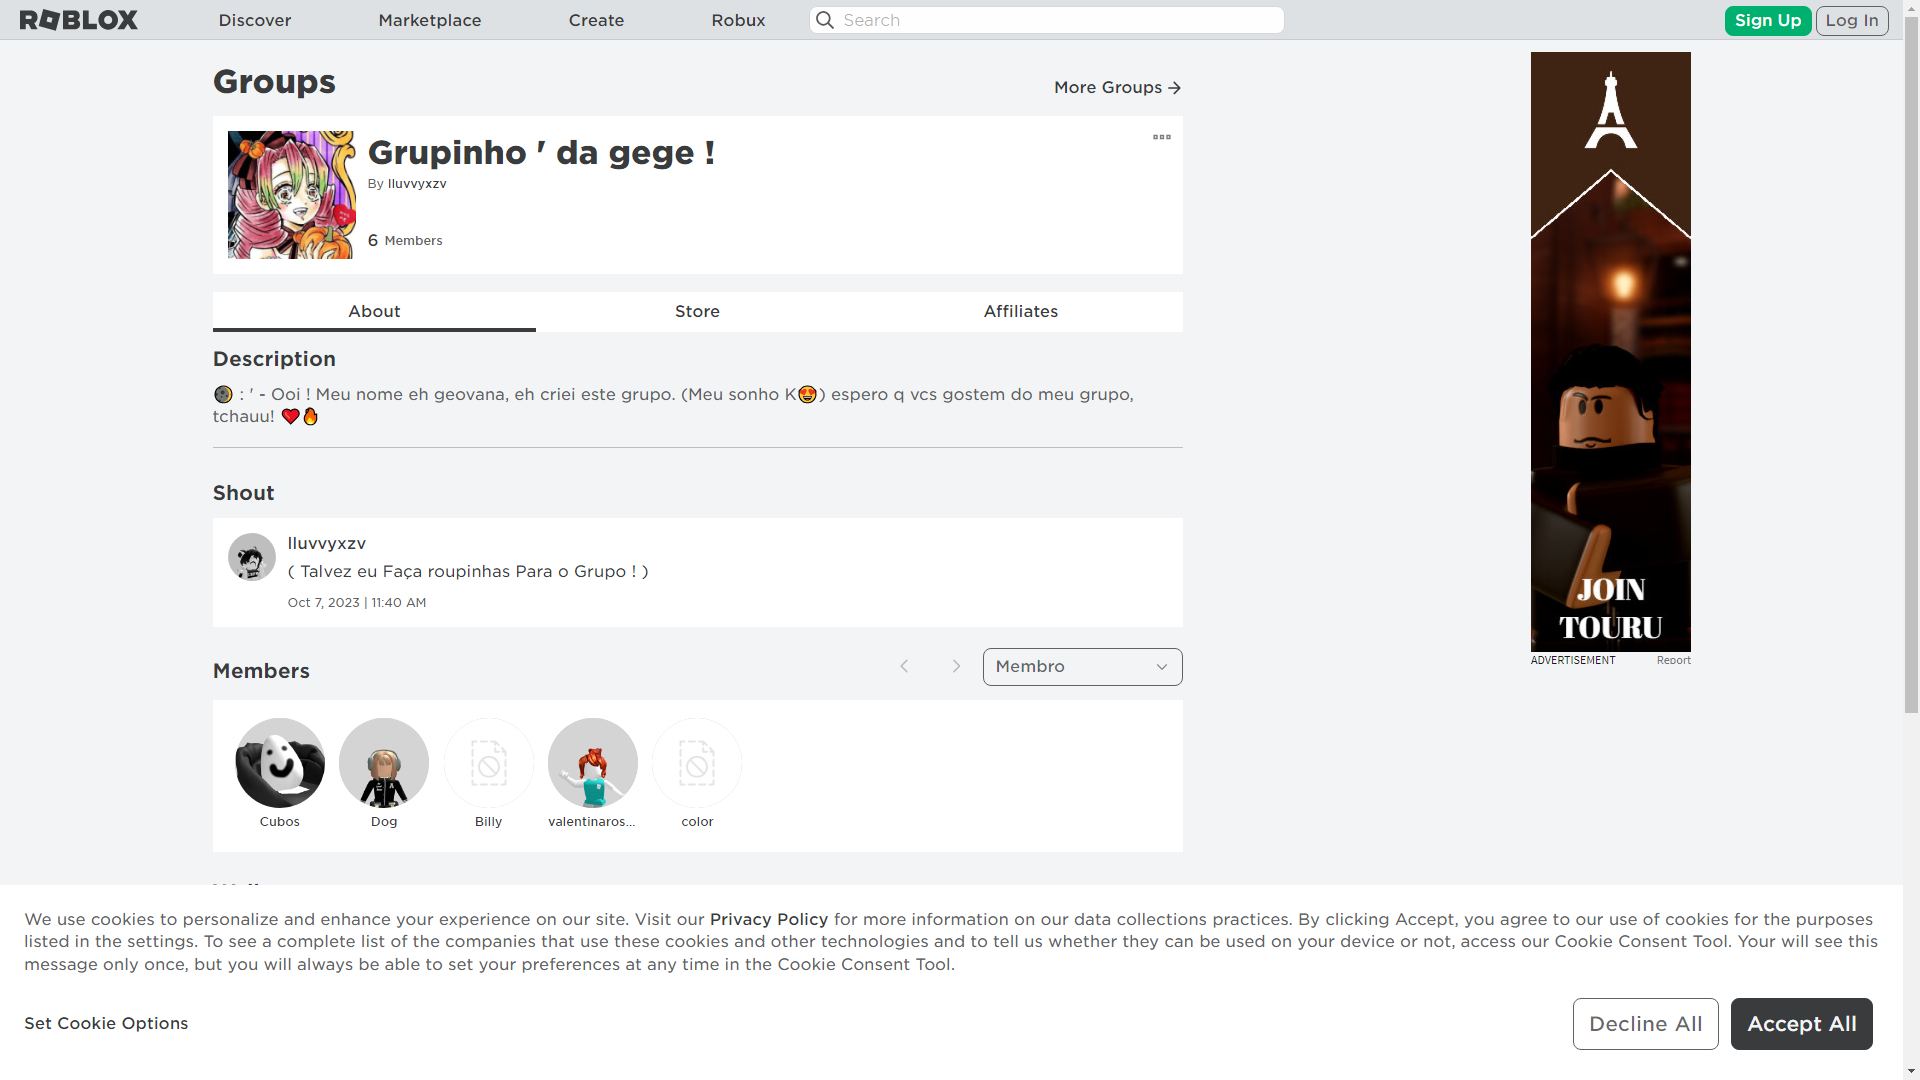 ROBLOX
Discover
Marketplace
Create
Robux
Search
Sign Up
Log In
Groups
More Groups
Grupinho ' da gege !
By lluvvyxzv
6 Members
About
Store
Affiliates
Description
🌚 : ' - Ooi ! Meu nome eh geovana, eh criei este grupo. (Meu sonho K😍) espero q vcs gostem do meu grupo,
tchauu! ❤️🔥
Shout
lluvvyxzv
( Talvez eu Faça roupinhas Para o Grupo ! )
Oct 7, 2023 | 11:40 AM
Members
Membro
Cubos
Dog
Billy
valentinaros...
color
JOIN
TOURU
ADVERTISEMENT
Report
We use cookies to personalize and enhance your experience on our site. Visit our Privacy Policy for more information on our data collections practices. By clicking Accept, you agree to our use of cookies for the purposes
listed in the settings. To see a complete list of the companies that use these cookies and other technologies and to tell us whether they can be used on your device or not, access our Cookie Consent Tool. Your will see this
message only once, but you will always be able to set your preferences at any time in the Cookie Consent Tool.
Set Cookie Options
Decline All
Accept All